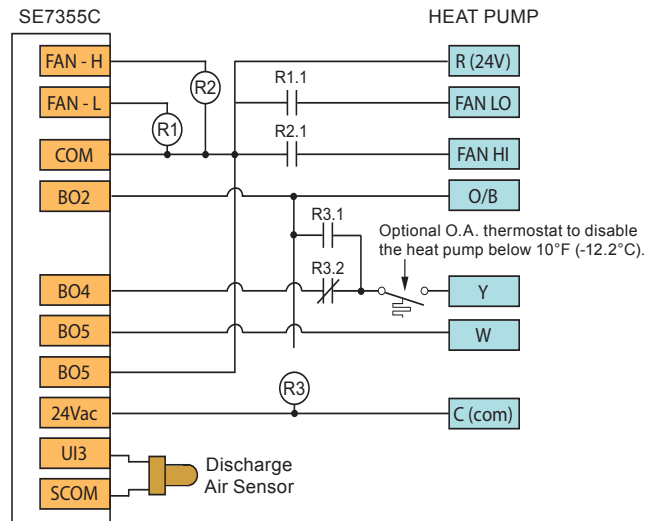 SE7355C
HEAT PUMP
FAN - H
R2
R (24V)
FAN - L
R1
R1.1
FAN LO
COM
R2.1
FAN HI
BO2
O/B
R3.1
Optional O.A. thermostat to disable
the heat pump below 10°F (-12.2°C).
R3.2
BO4
Y
BO5
W
BO5
R3
24Vac
C (com)
UI3
Discharge
Air Sensor
SCOM